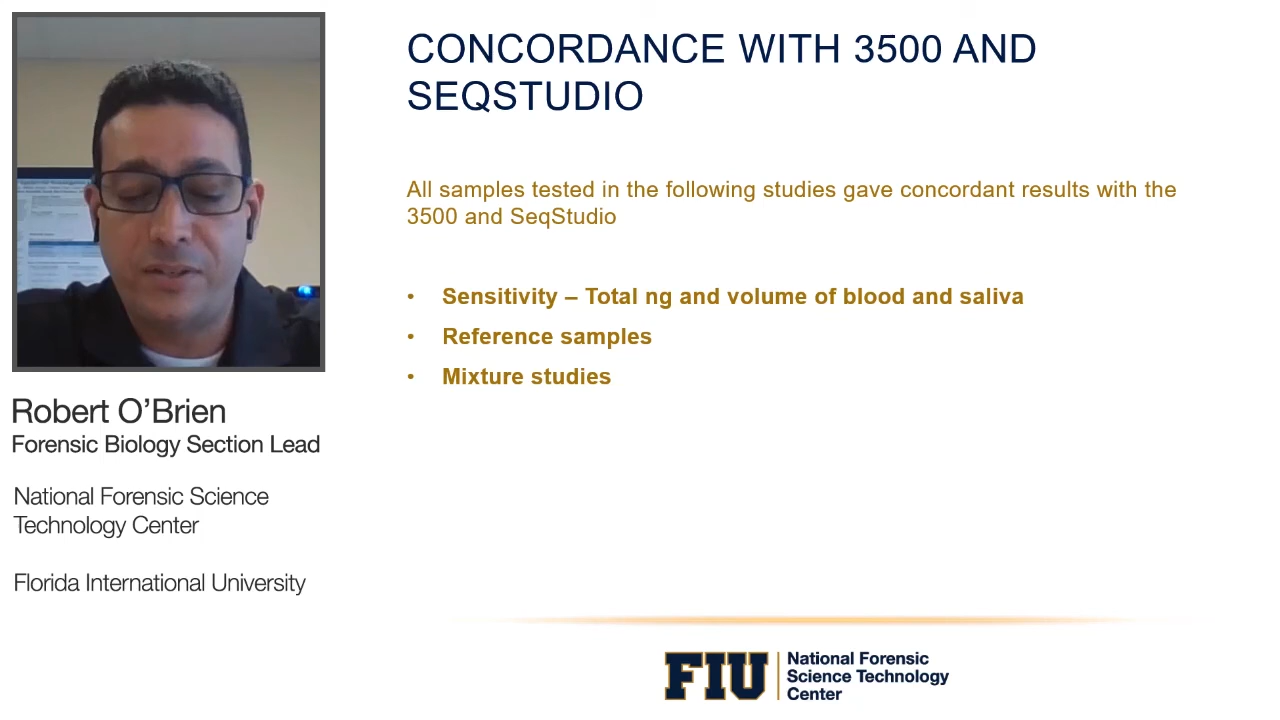 CONCORDANCE WITH 3500 AND
SEQSTUDIO
All samples tested in the following studies gave concordant results with the
3500 and SeqStudio
• Sensitivity – Total ng and volume of blood and saliva
• Reference samples
• Mixture studies
Robert O’Brien
Forensic Biology Section Lead
National Forensic Science
Technology Center
Florida International University
FIU
National Forensic
Science Technology
Center